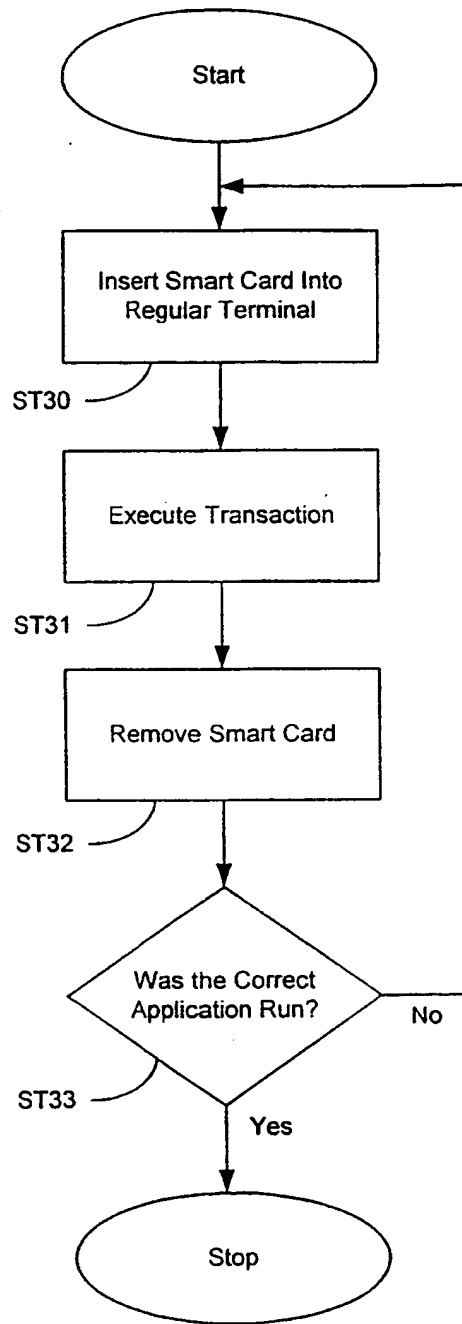 Start
Insert Smart Card Into
Regular Terminal
ST30
Execute Transaction
ST31
Remove Smart Card
ST32
Was the Correct
Application Run?
No
ST33
Yes
Stop